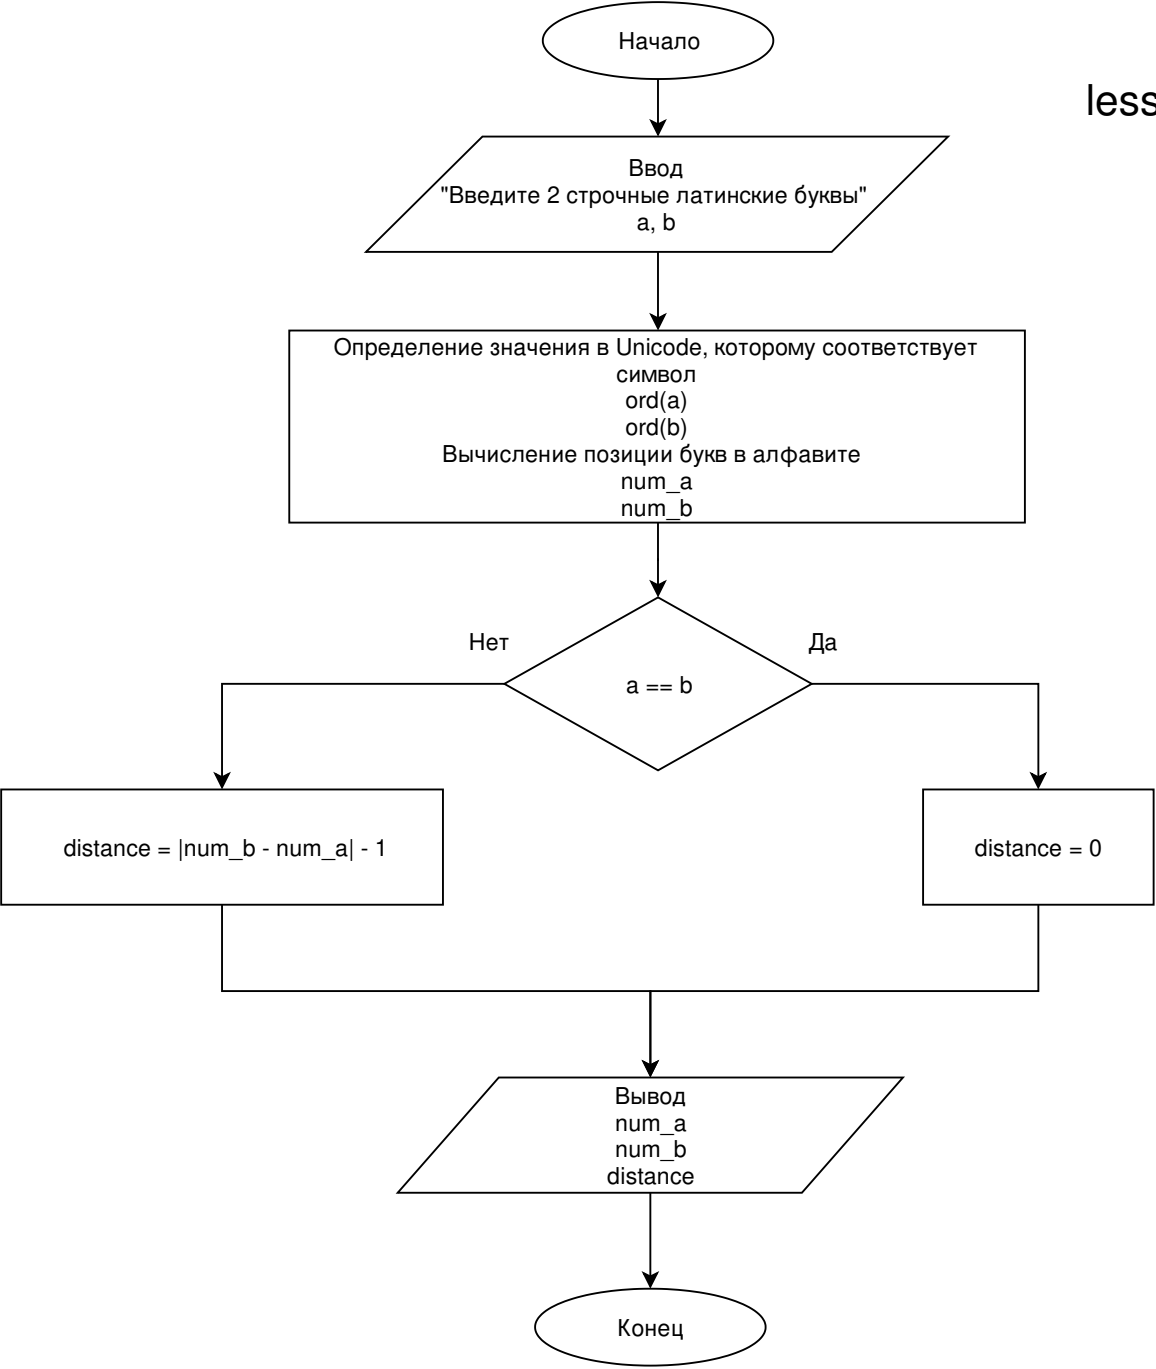 Начало
less
Ввод
"Введите 2 строчные латинские буквы"
a, b
Определение значения в Unicode, которому соответствует
символ
ord(a)
ord(b)
Вычисление позиции букв в алфавите
num_a
num_b
Нет
Да
a == b
distance = |num_b - num_a| - 1
distance = 0
Вывод
num_a
num_b
distance
Конец